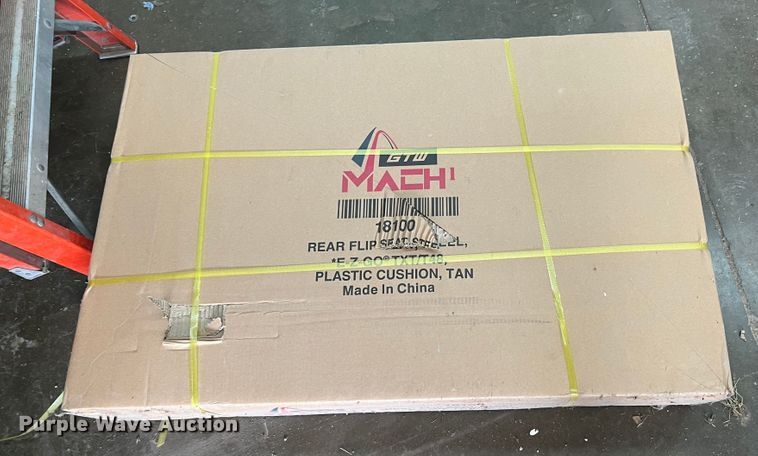 GTW
MACH1
18100
REAR FLIP SEAT, STEEL,
*E-Z-GO® TXT/T48,
PLASTIC CUSHION, TAN
Made In China
Purple Wave Auction